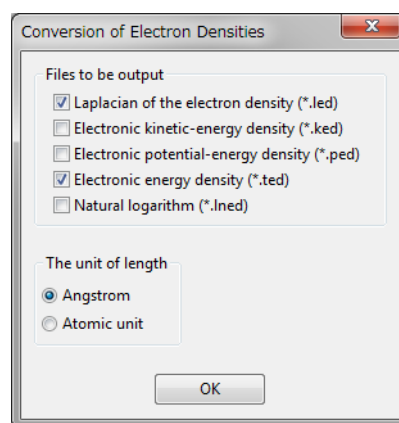 Conversion of Electron Densities
Files to be output
Laplacian of the electron density (*.led)
Electronic kinetic-energy density (*.ked)
Electronic potential-energy density (*.ped)
Electronic energy density (*.ted)
Natural logarithm (*.lned)
The unit of length
Angstrom
Atomic unit
OK